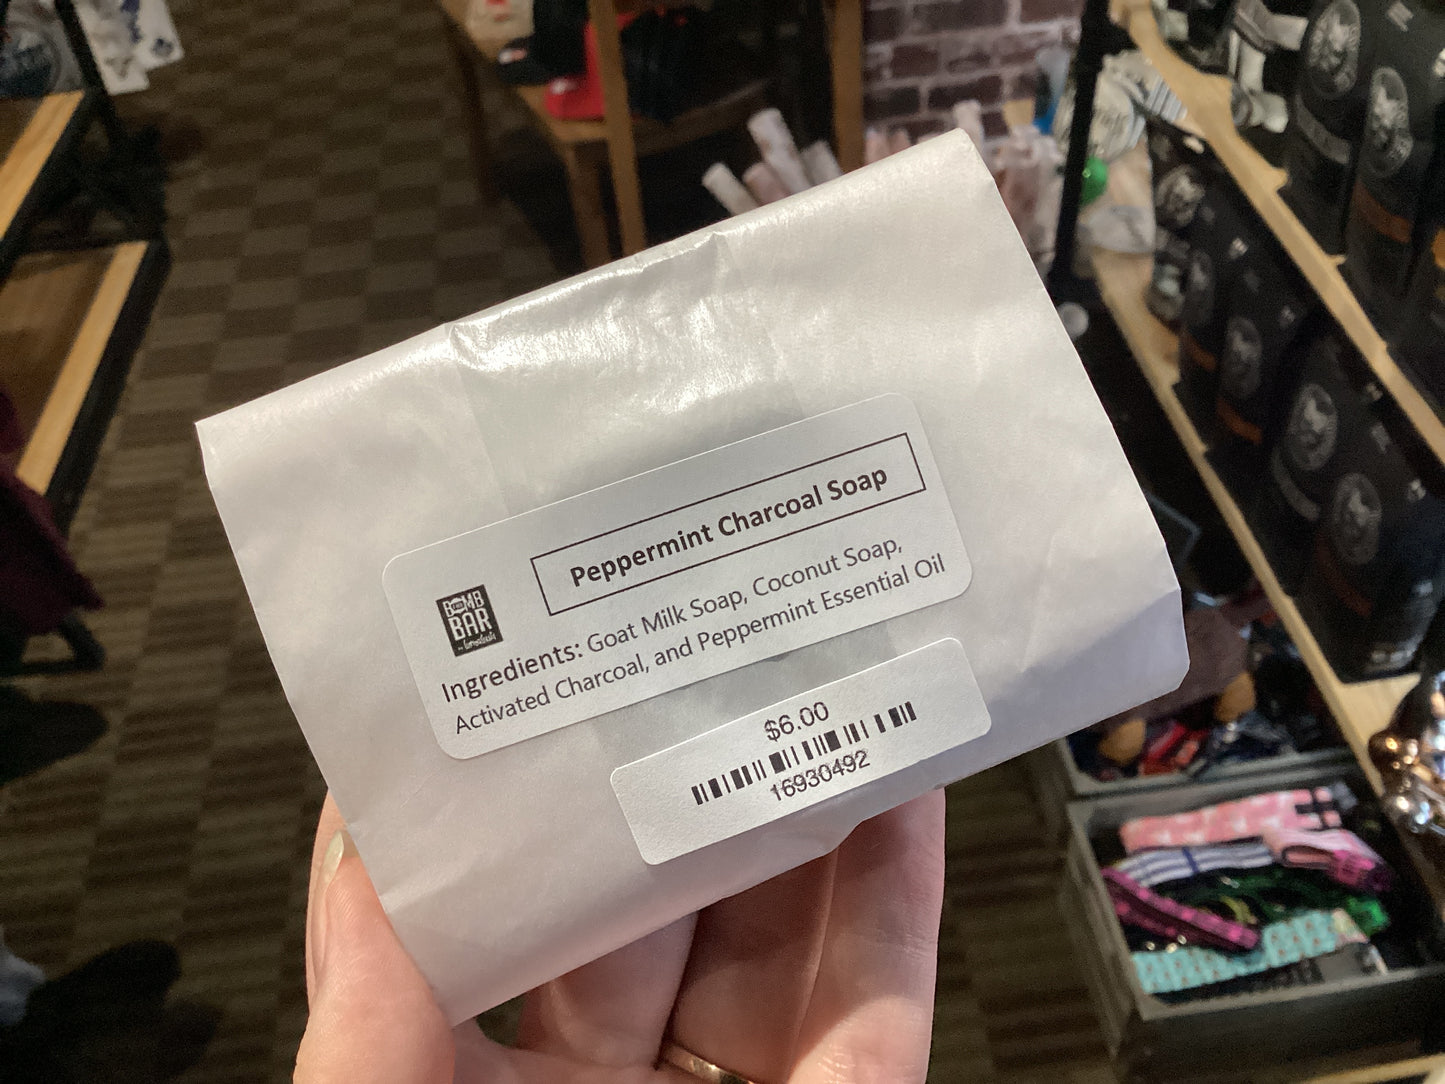 Peppermint Charcoal Soap
BOMB
BAR
Ingredients: Goat Milk Soap, Coconut Soap,
Activated Charcoal, and Peppermint Essential Oil
$6.00
16930492